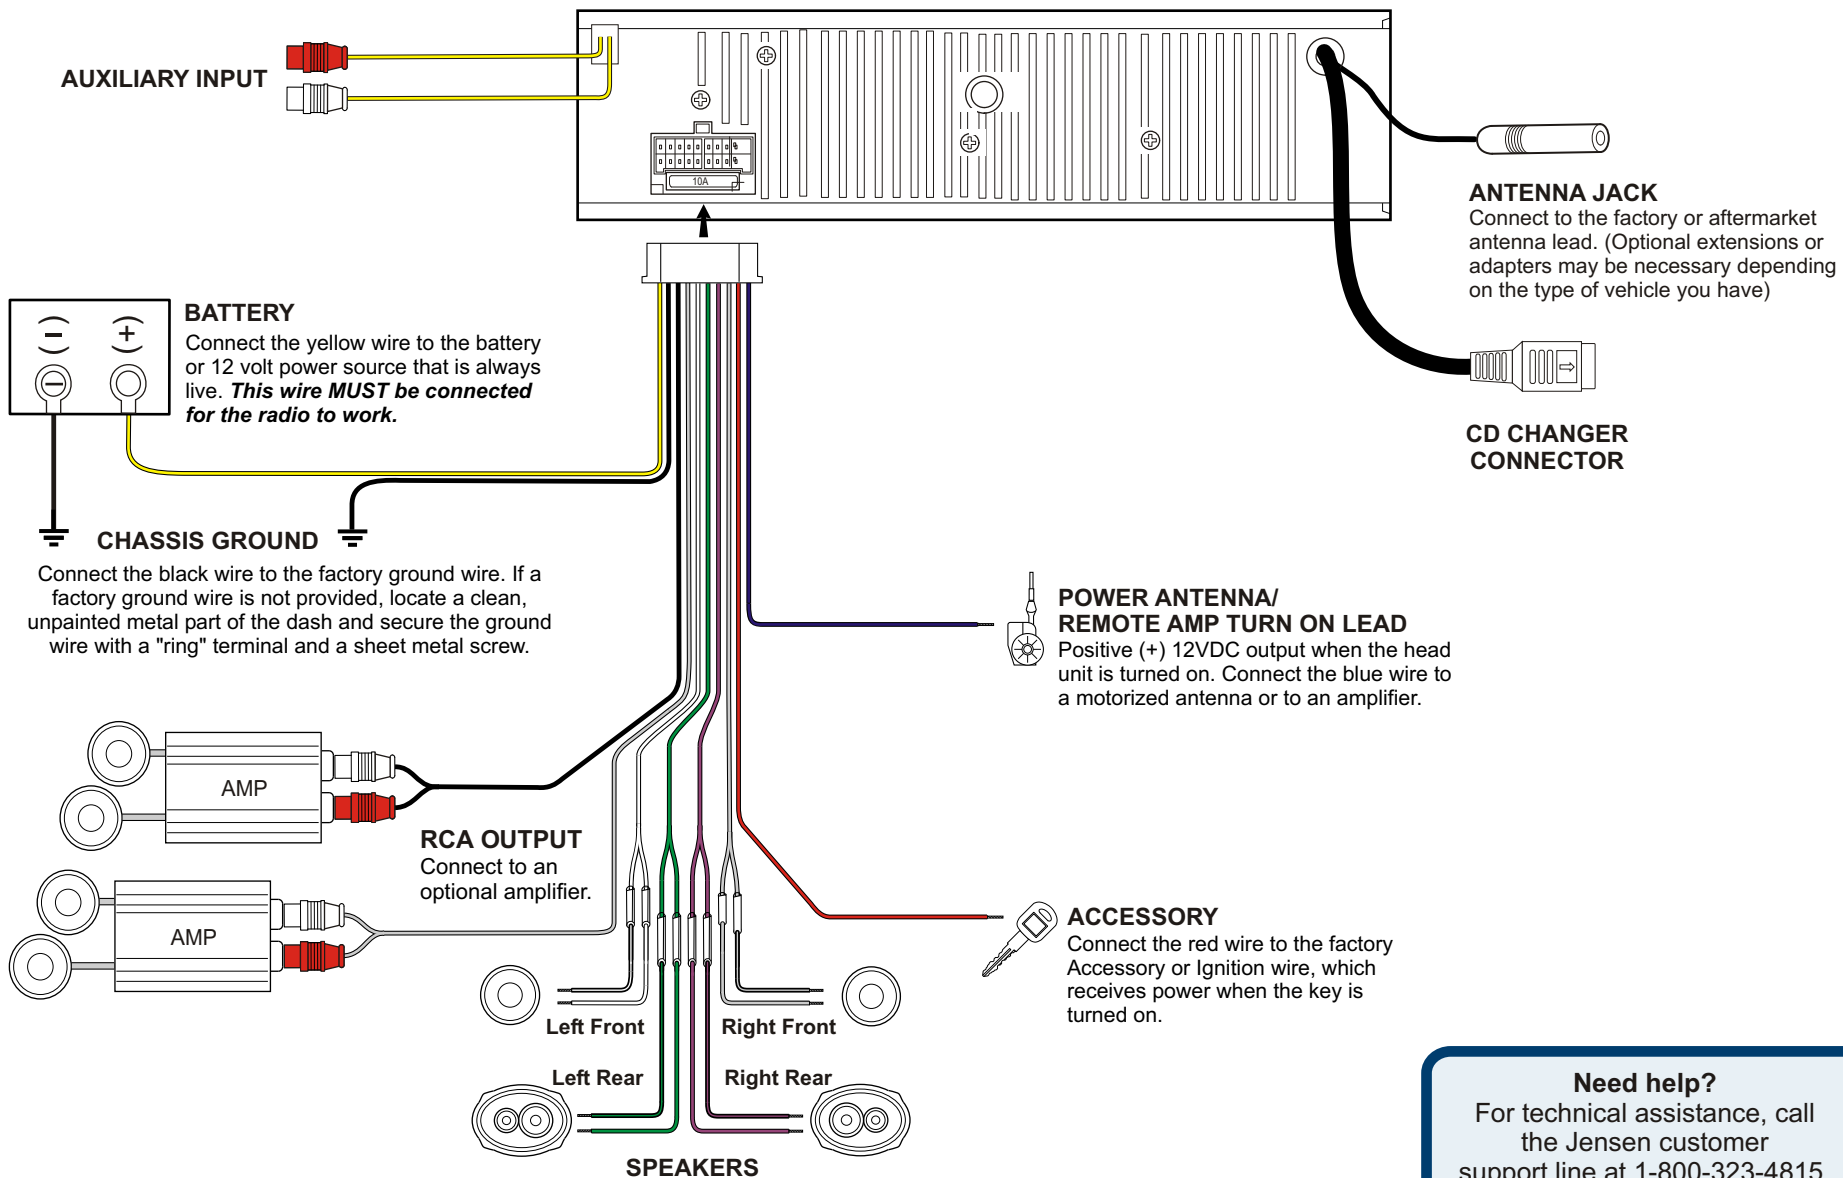 AUXILIARY INPUT
10A
ANTENNA JACK
Connect to the factory or aftermarket
antenna lead. (Optional extensions or
adapters may be necessary depending
on the type of vehicle you have)
BATTERY
Connect the yellow wire to the battery
or 12 volt power source that is always
live. This wire MUST be connected
for the radio to work.
(-)
(+)
CD CHANGER
CONNECTOR
CHASSIS GROUND
Connect the black wire to the factory ground wire. If a
factory ground wire is not provided, locate a clean,
unpainted metal part of the dash and secure the ground
wire with a "ring" terminal and a sheet metal screw.
POWER ANTENNA/
REMOTE AMP TURN ON LEAD
Positive (+) 12VDC output when the head
unit is turned on. Connect the blue wire to
a motorized antenna or to an amplifier.
AMP
RCA OUTPUT
Connect to an
optional amplifier.
AMP
ACCESSORY
Connect the red wire to the factory
Accessory or Ignition wire, which
receives power when the key is
turned on.
Left Front
Right Front
Left Rear
Right Rear
SPEAKERS
Need help?
For technical assistance, call
the Jensen customer
support line at 1-800-323-4815